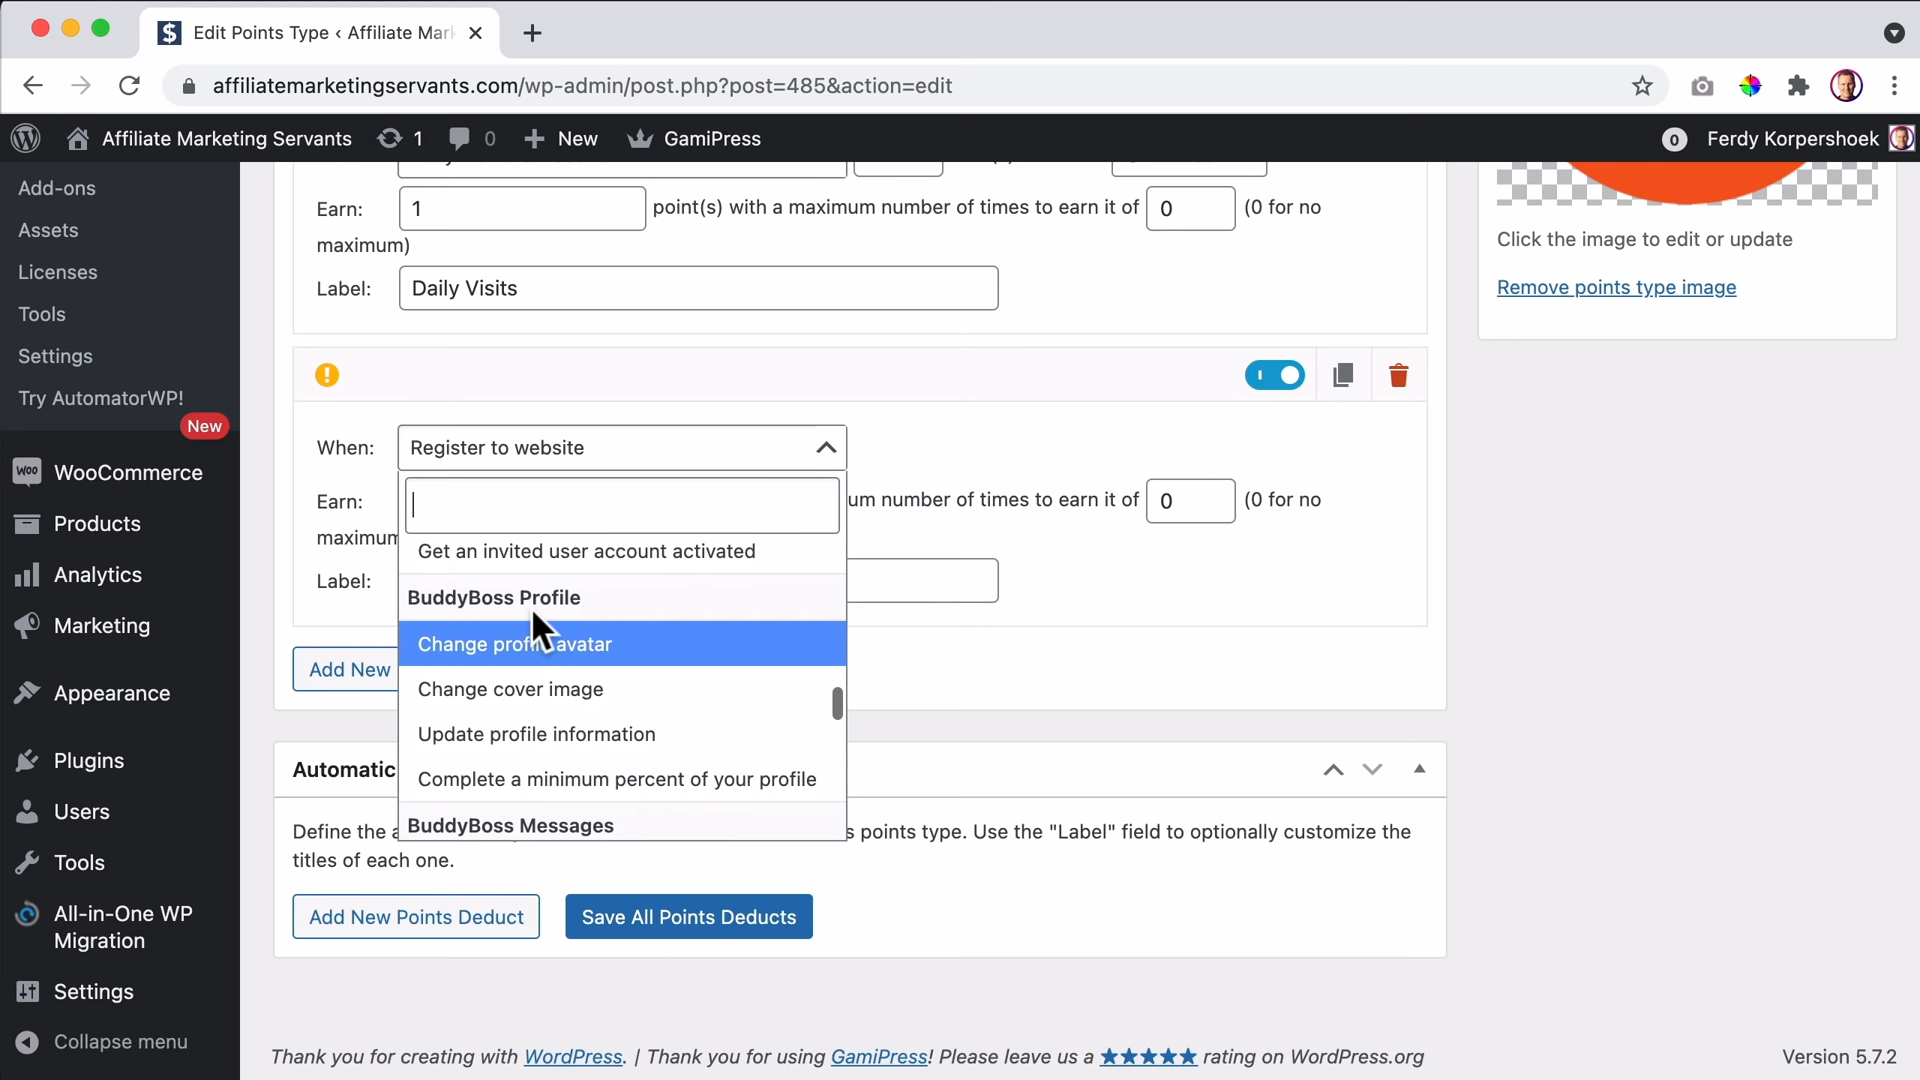 Edit Points Type ‹ Affiliate Mark
affiliatemarketingservants.com/wp-admin/post.php?post=485&action=edit
Affiliate Marketing Servants 1 0 New GamiPress 0 Ferdy Korpershoek
Add-ons
Assets
Licenses
Tools
Settings
Try AutomatorWP!
New
WooCommerce
Products
Analytics
Marketing
Appearance
Plugins
Users
Tools
All-in-One WP
Migration
Settings
Collapse menu
Earn: 1 point(s) with a maximum number of times to earn it of 0 (0 for no
maximum)
Label: Daily Visits
When: Register to website
Earn: um number of times to earn it of 0 (0 for no
maximum
Label:
Get an invited user account activated
BuddyBoss Profile
Change profile avatar
Change cover image
Update profile information
Complete a minimum percent of your profile
BuddyBoss Messages
Add New
Automatic
Define the a s points type. Use the "Label" field to optionally customize the
titles of each one.
Add New Points Deduct Save All Points Deducts
Click the image to edit or update
Remove points type image
Thank you for creating with WordPress. | Thank you for using GamiPress! Please leave us a ★★★★★ rating on WordPress.org
Version 5.7.2